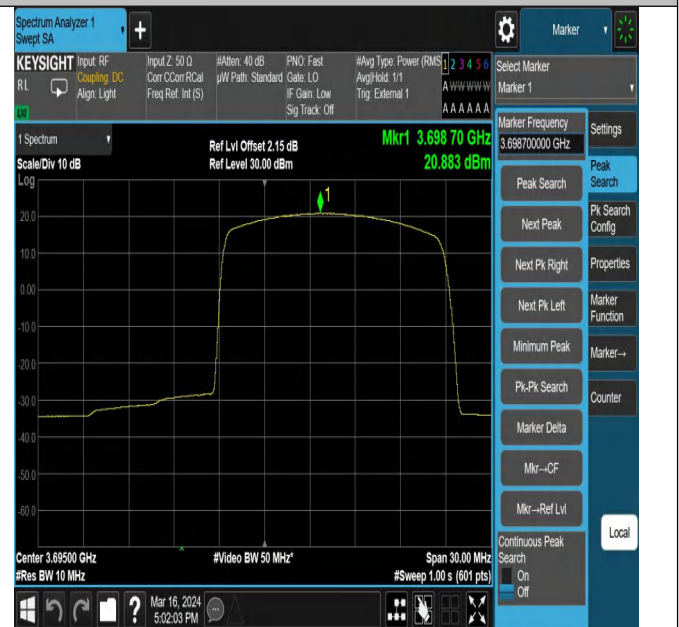 Spectrum Analyzer 1
Swept SA
+
Marker
KEYSIGHT
RL
Input: RF
Coupling: DC
Align: Light
Input Z: 50 Ω
Corr CCorr RCal
Freq Ref: Int (S)
#Atten: 40 dB
µW Path: Standard
PNO: Fast
Gate: LO
IF Gain: Low
Sig Track: Off
#Avg Type: Power (RMS
Avg|Hold: 1/1
Trig: External 1
1 2 3 4 5 6
A W W W W W
A A A A A A
Select Marker
Marker 1
1 Spectrum
Scale/Div 10 dB
Log
Ref Lvl Offset 2.15 dB
Ref Level 30.00 dBm
Mkr1 3.698 70 GHz
20.883 dBm
1
20.0
10.0
0.00
-10.0
-20.0
-30.0
-40.0
-50.0
-60.0
Center 3.69500 GHz
#Res BW 10 MHz
#Video BW 50 MHz*
Span 30.00 MHz
#Sweep 1.00 s (601 pts)
Marker Frequency
3.698700000 GHz
Peak Search
Next Peak
Next Pk Right
Next Pk Left
Minimum Peak
Pk-Pk Search
Marker Delta
Mkr→CF
Mkr→Ref Lvl
Continuous Peak
Search
On
Off
Settings
Peak
Search
Pk Search
Config
Properties
Marker
Function
Marker→
Counter
Local
?
Mar 16, 2024
5:02:03 PM